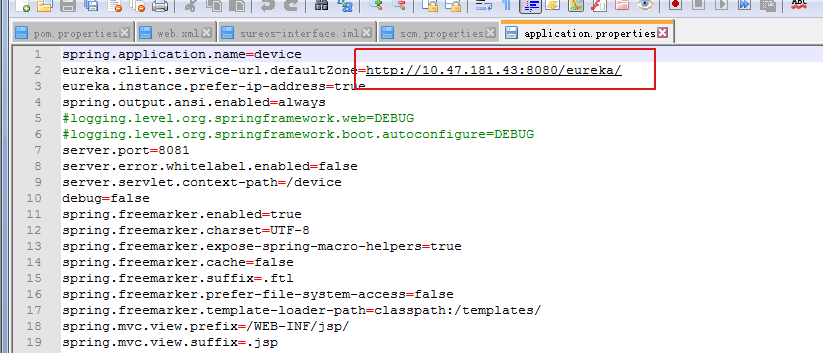 pom.properties web.xml sureos-interface.iml scm.properties application.properties
1 spring.application.name=device
2 eureka.client.service-url.defaultZone=http://10.47.181.43:8080/eureka/
3 eureka.instance.prefer-ip-address=true
4 spring.output.ansi.enabled=always
5 #logging.level.org.springframework.web=DEBUG
6 #logging.level.org.springframework.boot.autoconfigure=DEBUG
7 server.port=8081
8 server.error.whitelabel.enabled=false
9 server.servlet.context-path=/device
10 debug=false
11 spring.freemarker.enabled=true
12 spring.freemarker.charset=UTF-8
13 spring.freemarker.expose-spring-macro-helpers=true
14 spring.freemarker.cache=false
15 spring.freemarker.suffix=.ftl
16 spring.freemarker.prefer-file-system-access=false
17 spring.freemarker.template-loader-path=classpath:/templates/
18 spring.mvc.view.prefix=/WEB-INF/jsp/
19 spring.mvc.view.suffix=.jsp